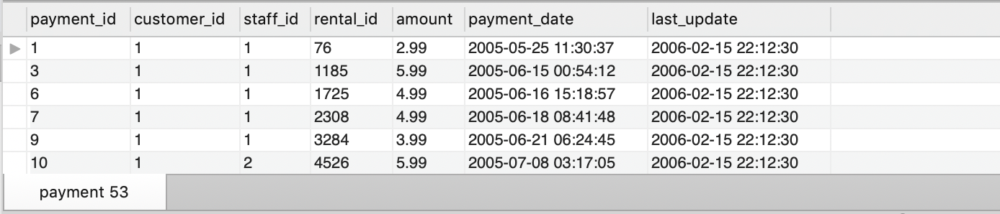 payment_id customer_id staff_id rental_id amount payment_date last_update
1 1 1 76 2.99 2005-05-25 11:30:37 2006-02-15 22:12:30
3 1 1 1185 5.99 2005-06-15 00:54:12 2006-02-15 22:12:30
6 1 1 1725 4.99 2005-06-16 15:18:57 2006-02-15 22:12:30
7 1 1 2308 4.99 2005-06-18 08:41:48 2006-02-15 22:12:30
9 1 1 3284 3.99 2005-06-21 06:24:45 2006-02-15 22:12:30
10 1 2 4526 5.99 2005-07-08 03:17:05 2006-02-15 22:12:30
payment 53